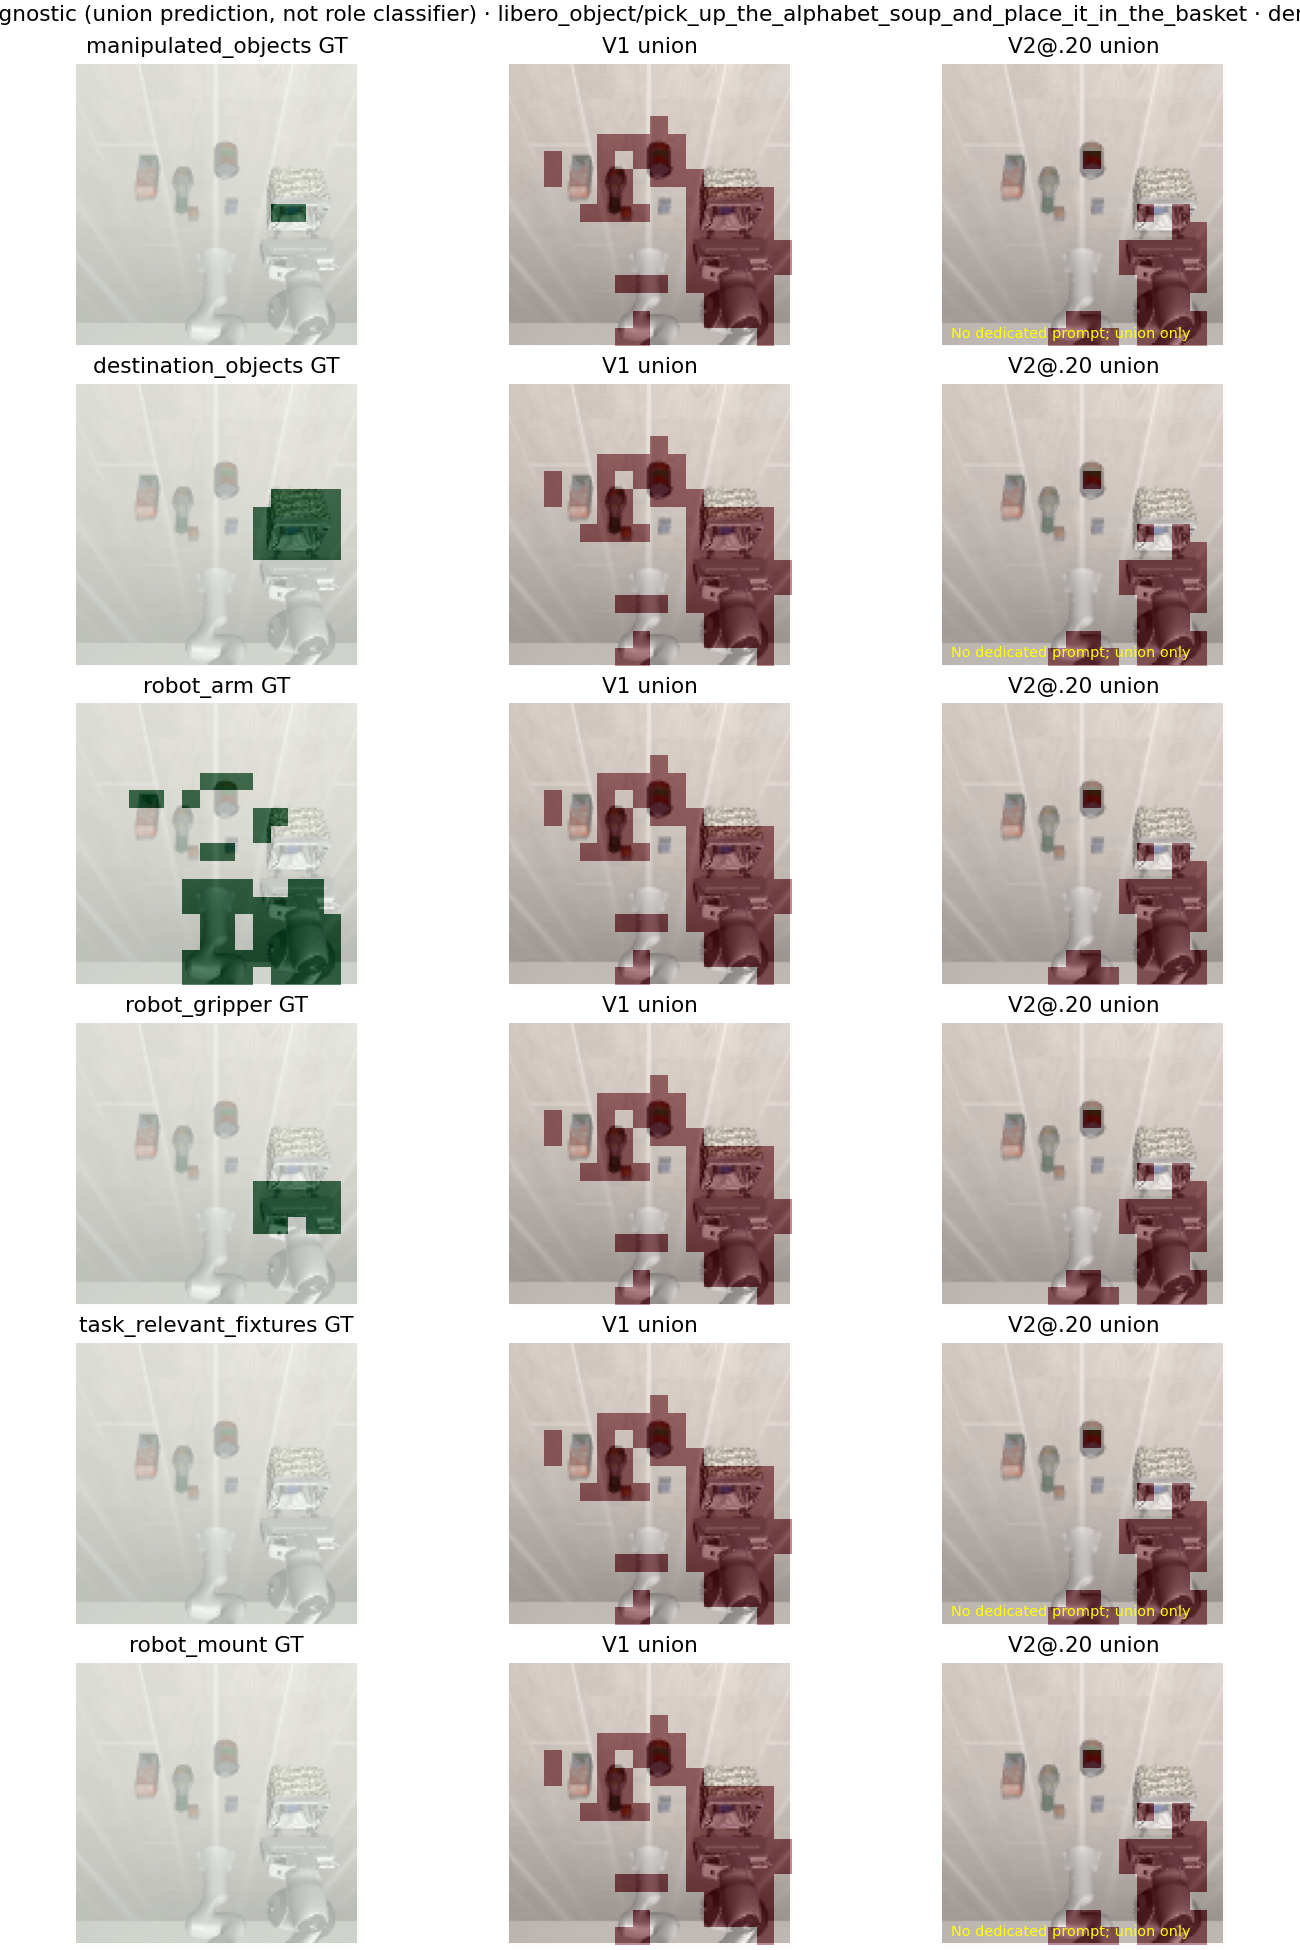 gnostic (union prediction, not role classifier) · libero_object/pick_up_the_alphabet_soup_and_place_it_in_the_basket ·
manipulated_objects GT V1 union V2@.20 union
No dedicated prompt; union only
destination_objects GT V1 union V2@.20 union
No dedicated prompt; union only
robot_arm GT V1 union V2@.20 union
robot_gripper GT V1 union V2@.20 union
task_relevant_fixtures GT V1 union V2@.20 union
No dedicated prompt; union only
robot_mount GT V1 union V2@.20 union
No dedicated prompt; union only